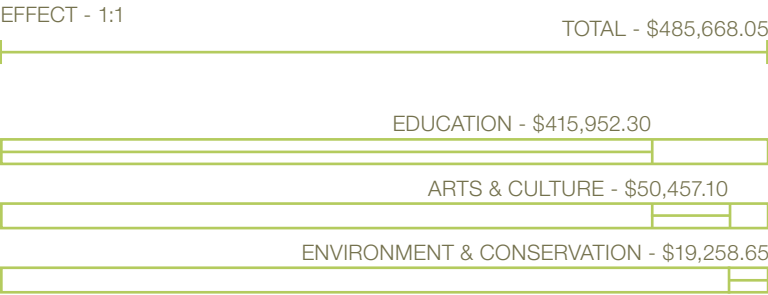 EFFECT - 1:1
TOTAL - $485,668.05
EDUCATION - $415,952.30
ARTS & CULTURE - $50,457.10
ENVIRONMENT & CONSERVATION - $19,258.65